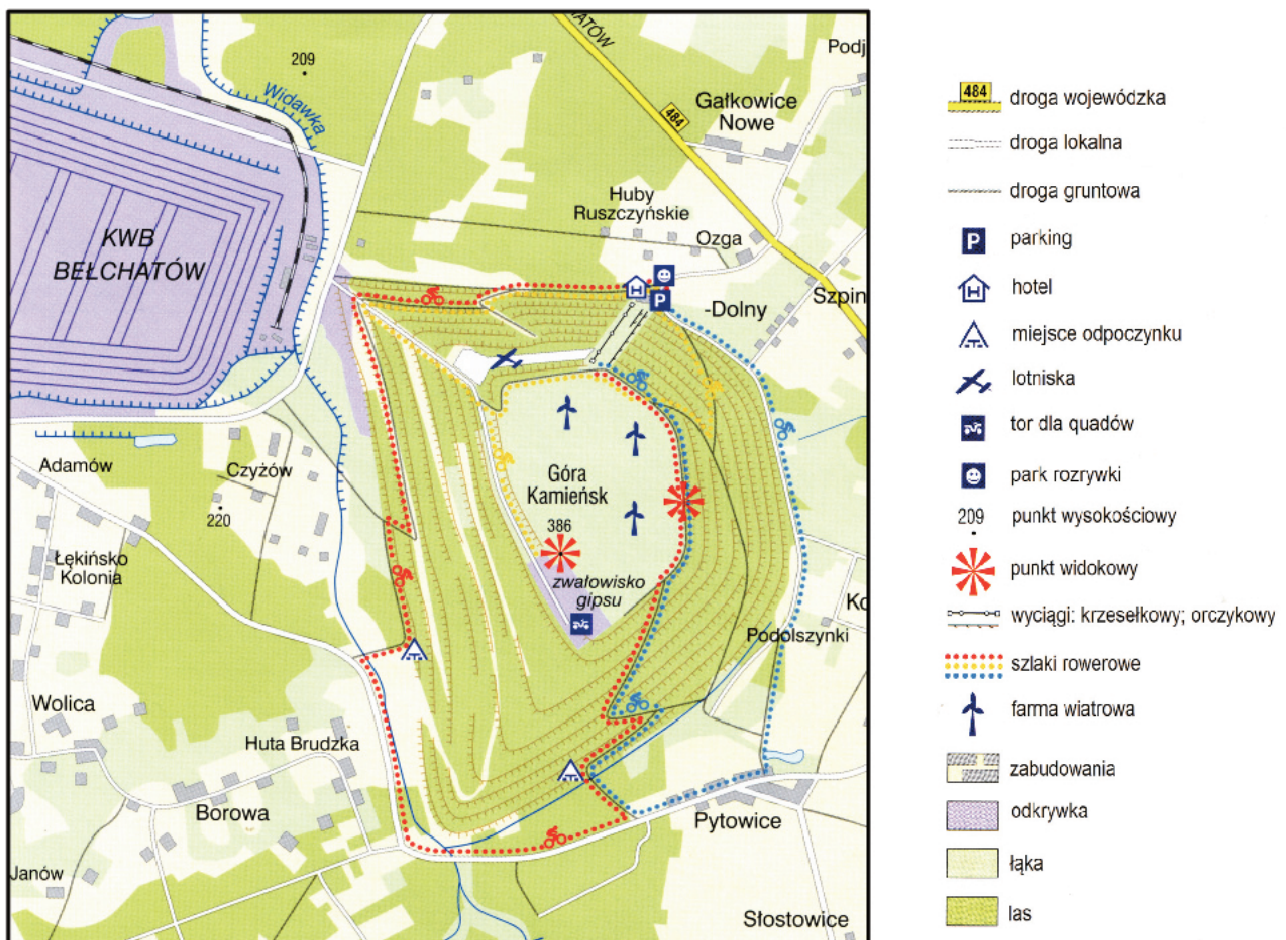 HATÓW
209
Podj
Widawka
Gałkowice
Nowe
484
Huby
Ruszczyńskie
Ozga
KWB
BEŁCHATÓW
H
P
-Dolny
Szpin
Adamów
Czyżów
220
Góra
Kamieńsk
386
Łękińsko
Kolonia
zwałowisko
gipsu
Ko
Podolszynki
Wolica
Huta Brudzka
Borowa
Pytowice
Janów
Słostowice
484 droga wojewódzka
droga lokalna
droga gruntowa
P parking
H hotel
miejsce odpoczynku
lotniska
tor dla quadów
park rozrywki
209 punkt wysokościowy
punkt widokowy
wyciągi: krzesełkowy; orczykowy
szlaki rowerowe
farma wiatrowa
zabudowania
odkrywka
łąka
las